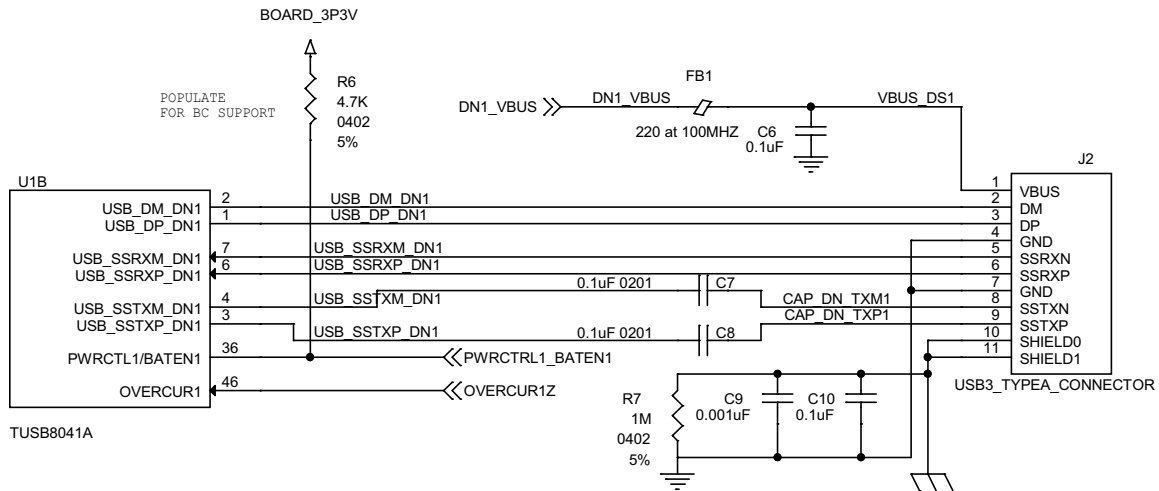 BOARD_3P3V
POPULATE
FOR BC SUPPORT
R6
4.7K
0402
5%
FB1
DN1_VBUS
DN1_VBUS
VBUS_DS1
220 at 100MHZ
C6
0.1uF
J2
U1B
USB_DM_DN1
2
USB_DM_DN1
USB_DP_DN1
1
USB_DP_DN1
USB_SSRXM_DN1
7
USB_SSRXM_DN1
USB_SSRXP_DN1
6
USB_SSRXP_DN1
USB_SSTXM_DN1
4
USB_SSTXM_DN1
0.1uF 0201
C7
CAP_DN_TXM1
USB_SSTXP_DN1
3
USB_SSTXP_DN1
0.1uF 0201
C8
CAP_DN_TXP1
PWRCTL1/BATEN1
36
PWRCTRL1_BATEN1
OVERCUR1
46
OVERCUR1Z
TUSB8041A
1
VBUS
2
DM
3
DP
4
GND
5
SSRXN
6
SSRXP
7
GND
8
SSTXN
9
SSTXP
10
SHIELD0
11
SHIELD1
USB3_TYPEA_CONNECTOR
R7
1M
0402
5%
C9
0.001uF
C10
0.1uF